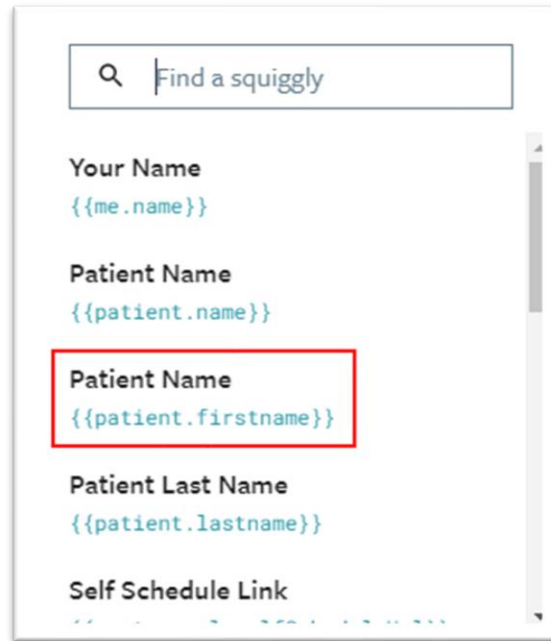 Find a squiggly
Your Name
{{me.name}}
Patient Name
{{patient.name}}
Patient Name
{{patient.firstname}}
Patient Last Name
{{patient.lastname}}
Self Schedule Link